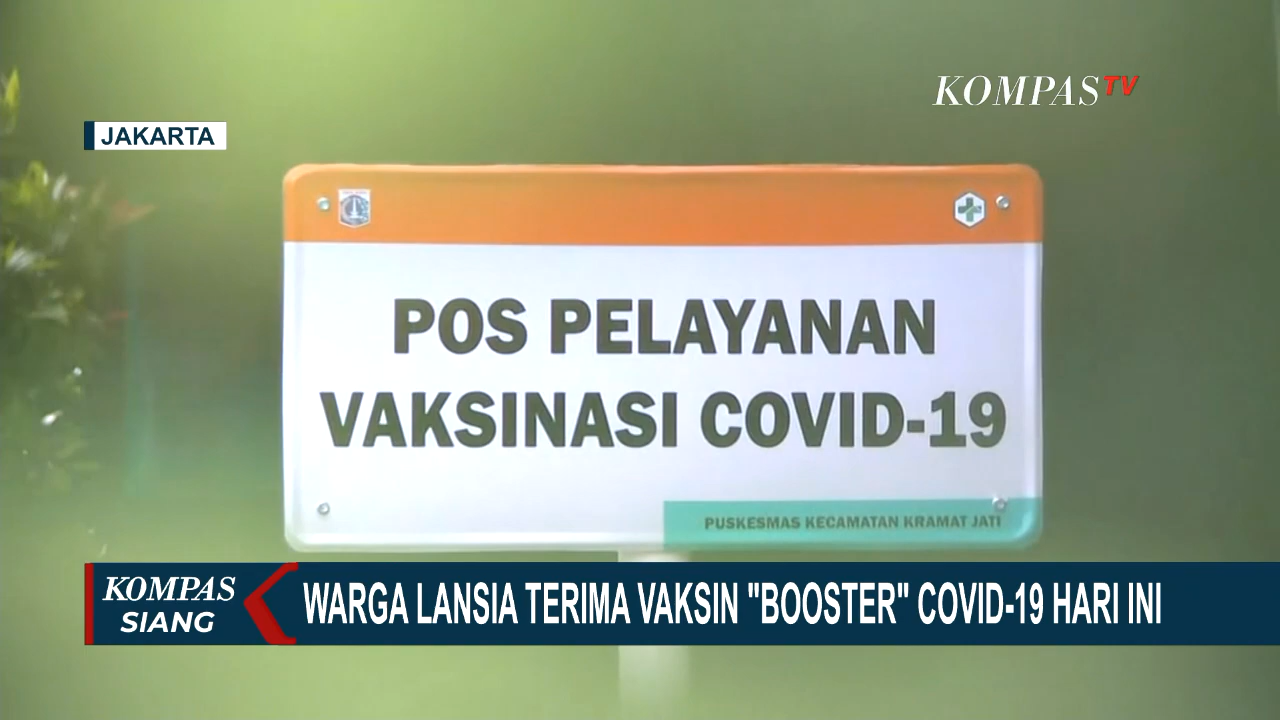 KOMPASTV
JAKARTA
POS PELAYANAN
VAKSINASI COVID-19
PUSKESMAS KECAMATAN KRAMAT JATI
KOMPAS
SIANG
WARGA LANSIA TERIMA VAKSIN "BOOSTER" COVID-19 HARI INI